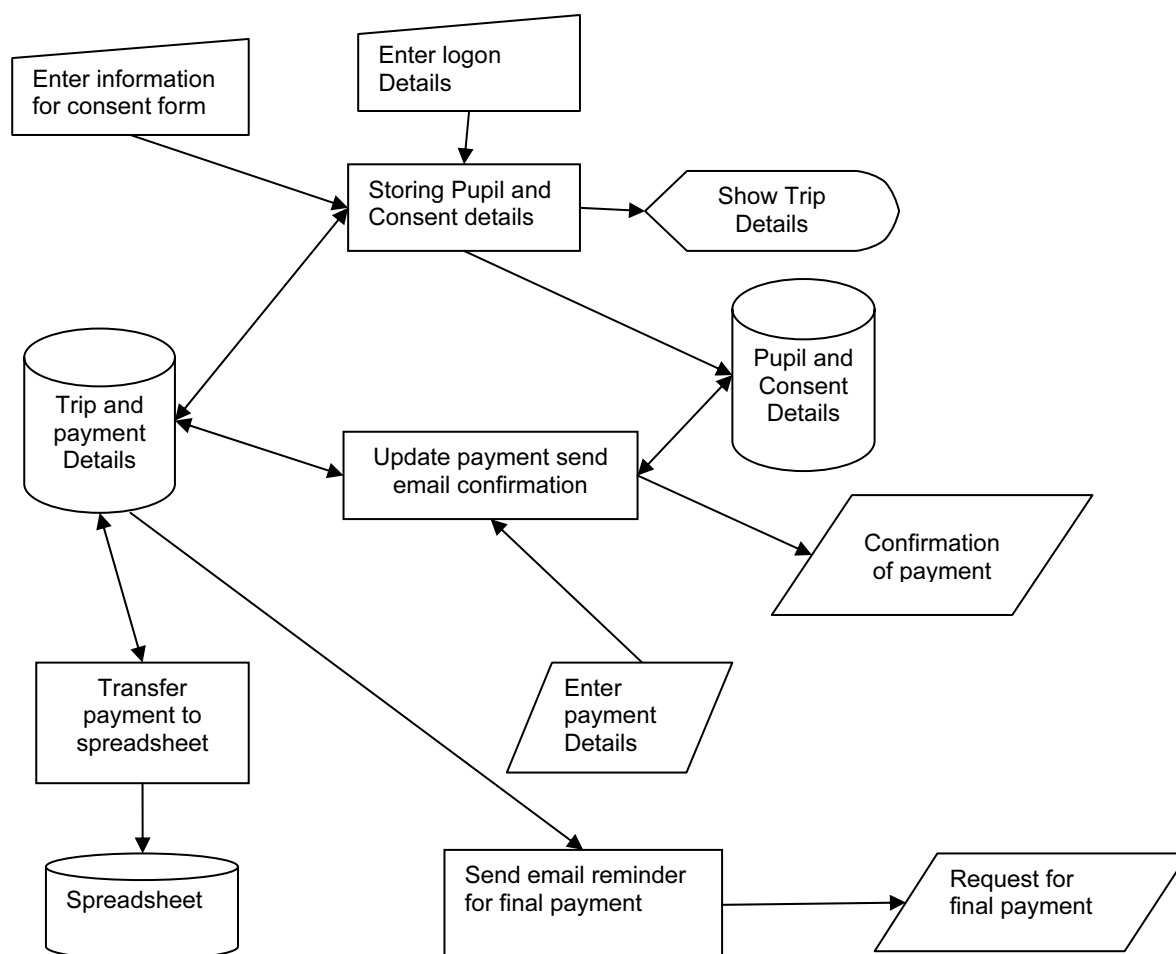 Enter information
for consent form
Enter logon
Details
Storing Pupil and
Consent details
Show Trip
Details
Trip and
payment
Details
Pupil and
Consent
Details
Update payment send
email confirmation
Confirmation
of payment
Transfer
payment to
spreadsheet
Enter
payment
Details
Spreadsheet
Send email reminder
for final payment
Request for
final payment